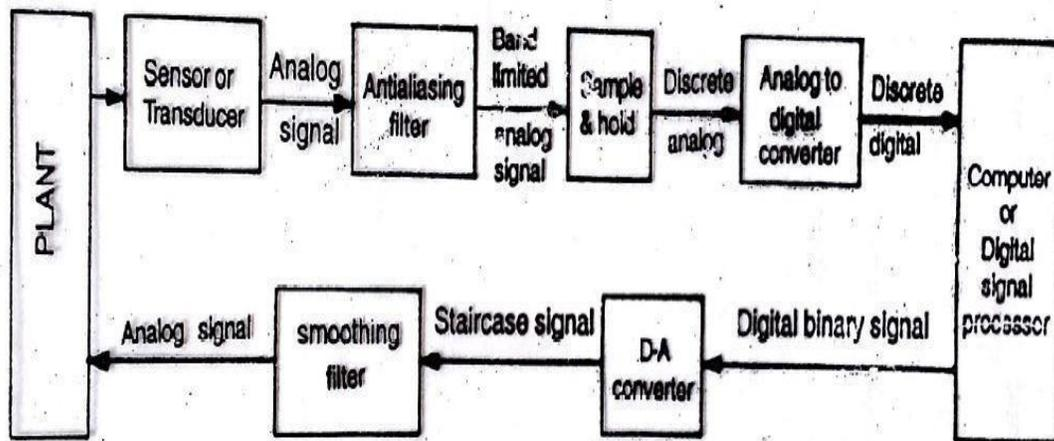 PLANT
Sensor or
Transducer
Analog
signal
Antialiasing
filter
Band
limited
analog
signal
Sample
& hold
Discrete
analog
Analog to
digital
converter
Discrete
digital
Computer
or
Digital
signal
processor
Digital binary signal
D-A
converter
Staircase signal
smoothing
filter
Analog signal